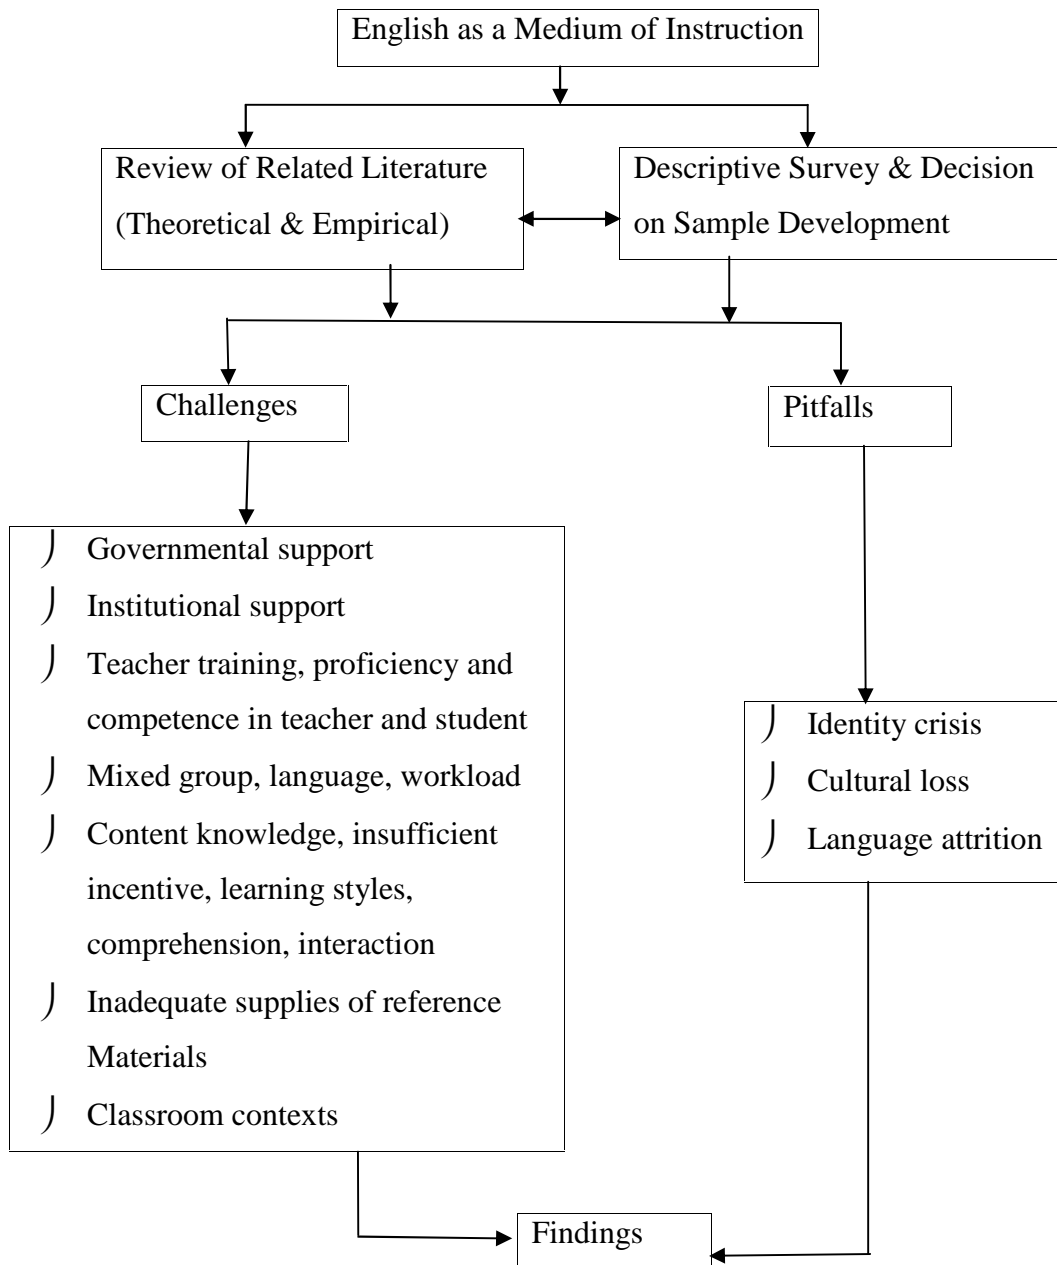 English as a Medium of Instruction
Review of Related Literature
(Theoretical & Empirical)
Descriptive Survey & Decision
on Sample Development
Challenges
Pitfalls
Governmental support
Institutional support
Teacher training, proficiency and
competence in teacher and student
Mixed group, language, workload
Content knowledge, insufficient
incentive, learning styles,
comprehension, interaction
Inadequate supplies of reference
Materials
Classroom contexts
Identity crisis
Cultural loss
Language attrition
Findings